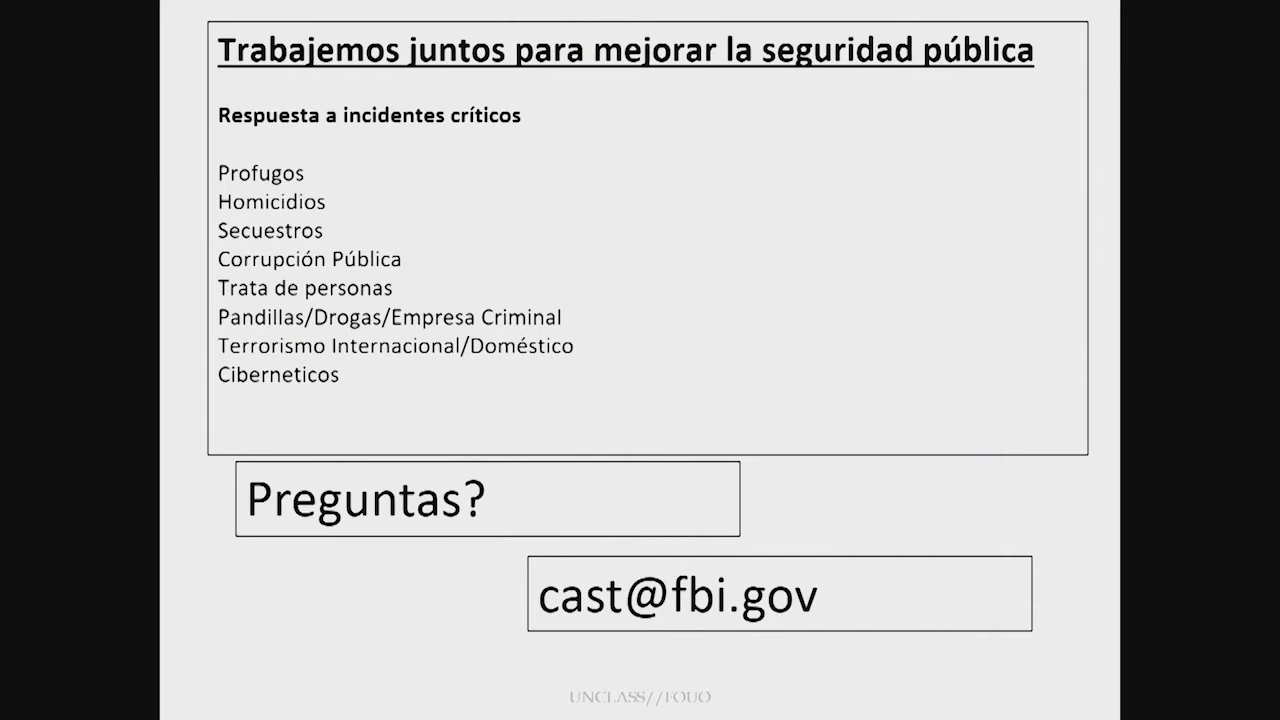 Trabajemos juntos para mejorar la seguridad pública
Respuesta a incidentes críticos
Profugos
Homicidios
Secuestros
Corrupción Pública
Trata de personas
Pandillas/Drogas/Empresa Criminal
Terrorismo Internacional/Doméstico
Ciberneticos
Preguntas?
cast@fbi.gov
UNCLASS//FOUO